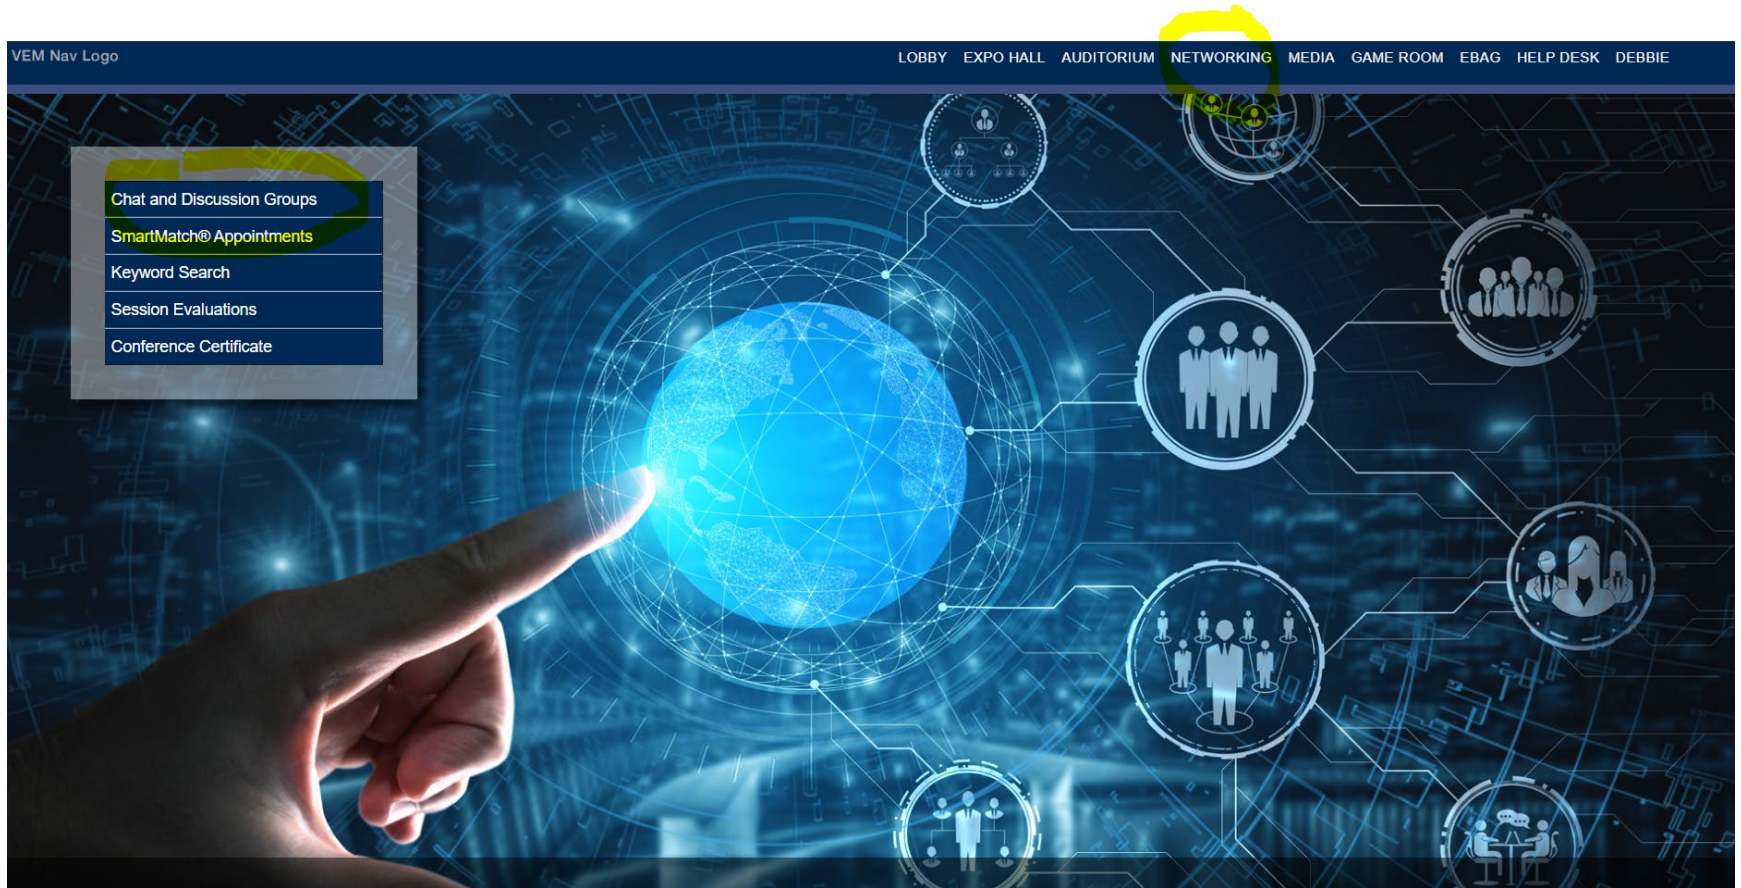 VEM Nav Logo
LOBBY EXPO HALL AUDITORIUM NETWORKING MEDIA GAME ROOM EBAG HELP DESK DEBBIE
Chat and Discussion Groups
SmartMatch® Appointments
Keyword Search
Session Evaluations
Conference Certificate